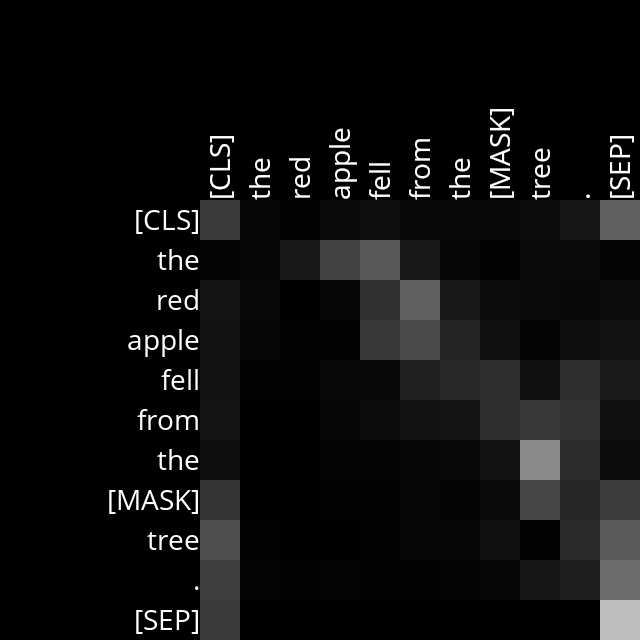 [CLS] the red apple fell from the [MASK] tree . [SEP]
[CLS]
the
red
apple
fell
from
the
[MASK]
tree
.
[SEP]